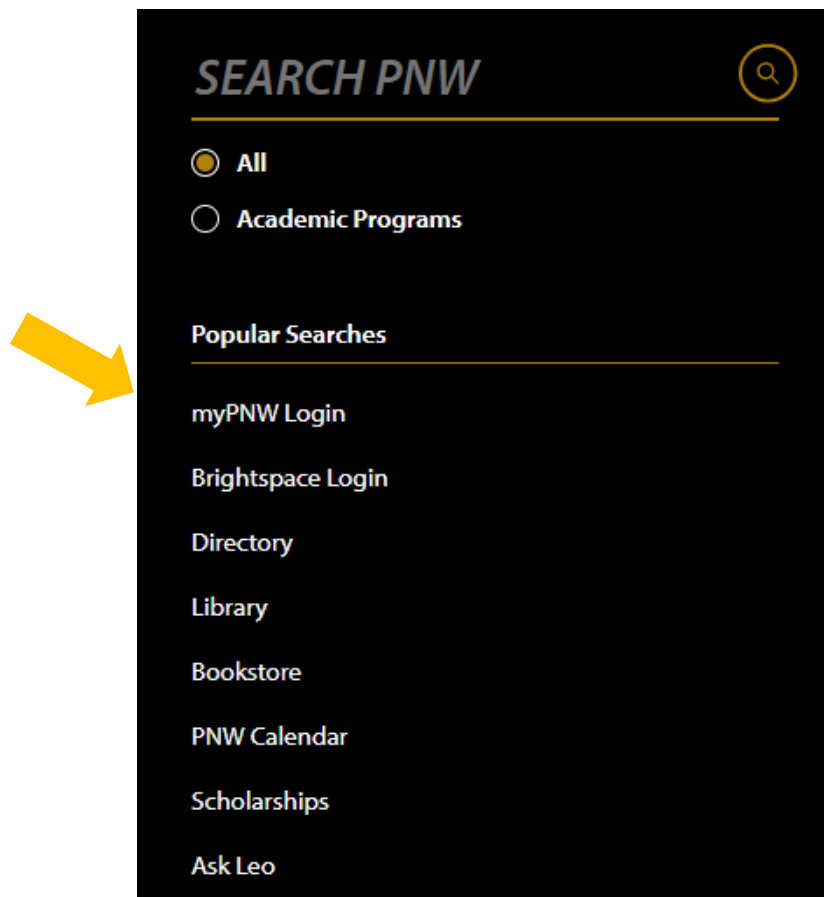 SEARCH PNW
All
Academic Programs
Popular Searches
myPNW Login
Brightspace Login
Directory
Library
Bookstore
PNW Calendar
Scholarships
Ask Leo